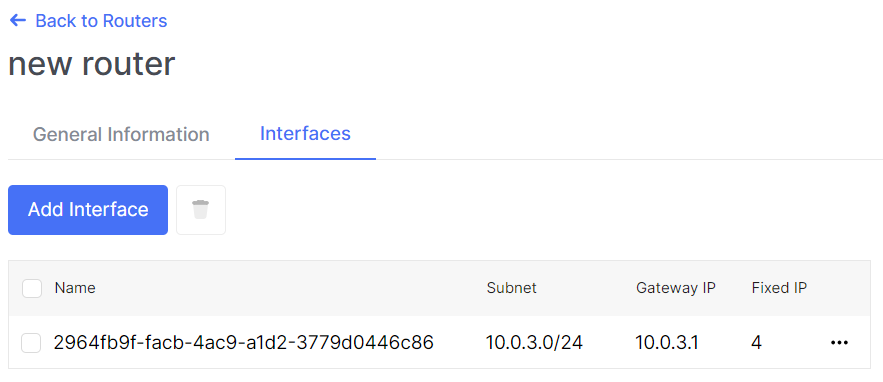 Back to Routers
new router
General Information Interfaces
Add Interface
Name Subnet Gateway IP Fixed IP
2964fb9f-facb-4ac9-a1d2-3779d0446c86 10.0.3.0/24 10.0.3.1 4